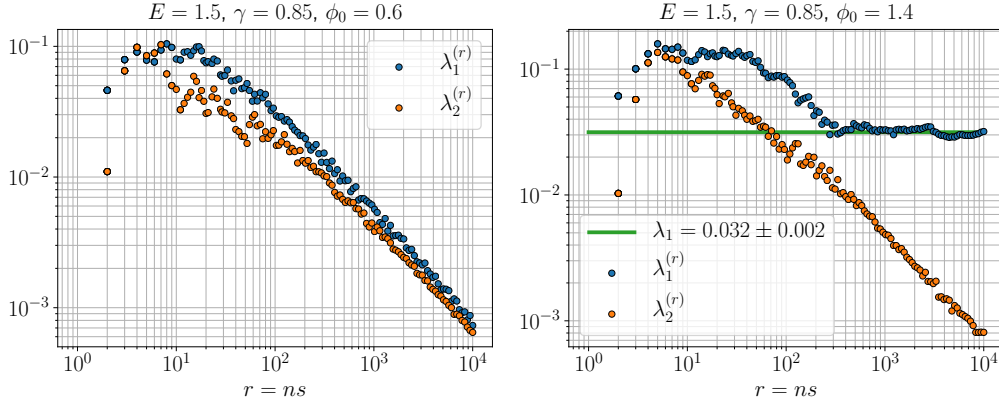 E = 1.5, γ = 0.85, ϕ₀ = 0.6
10⁻¹
10⁻²
10⁻³
λ₁⁽ʳ⁾
λ₂⁽ʳ⁾
10⁰ 10¹ 10² 10³ 10⁴
r = ns
E = 1.5, γ = 0.85, ϕ₀ = 1.4
10⁻¹
10⁻²
10⁻³
λ₁ = 0.032 ± 0.002
λ₁⁽ʳ⁾
λ₂⁽ʳ⁾
10⁰ 10¹ 10² 10³ 10⁴
r = ns